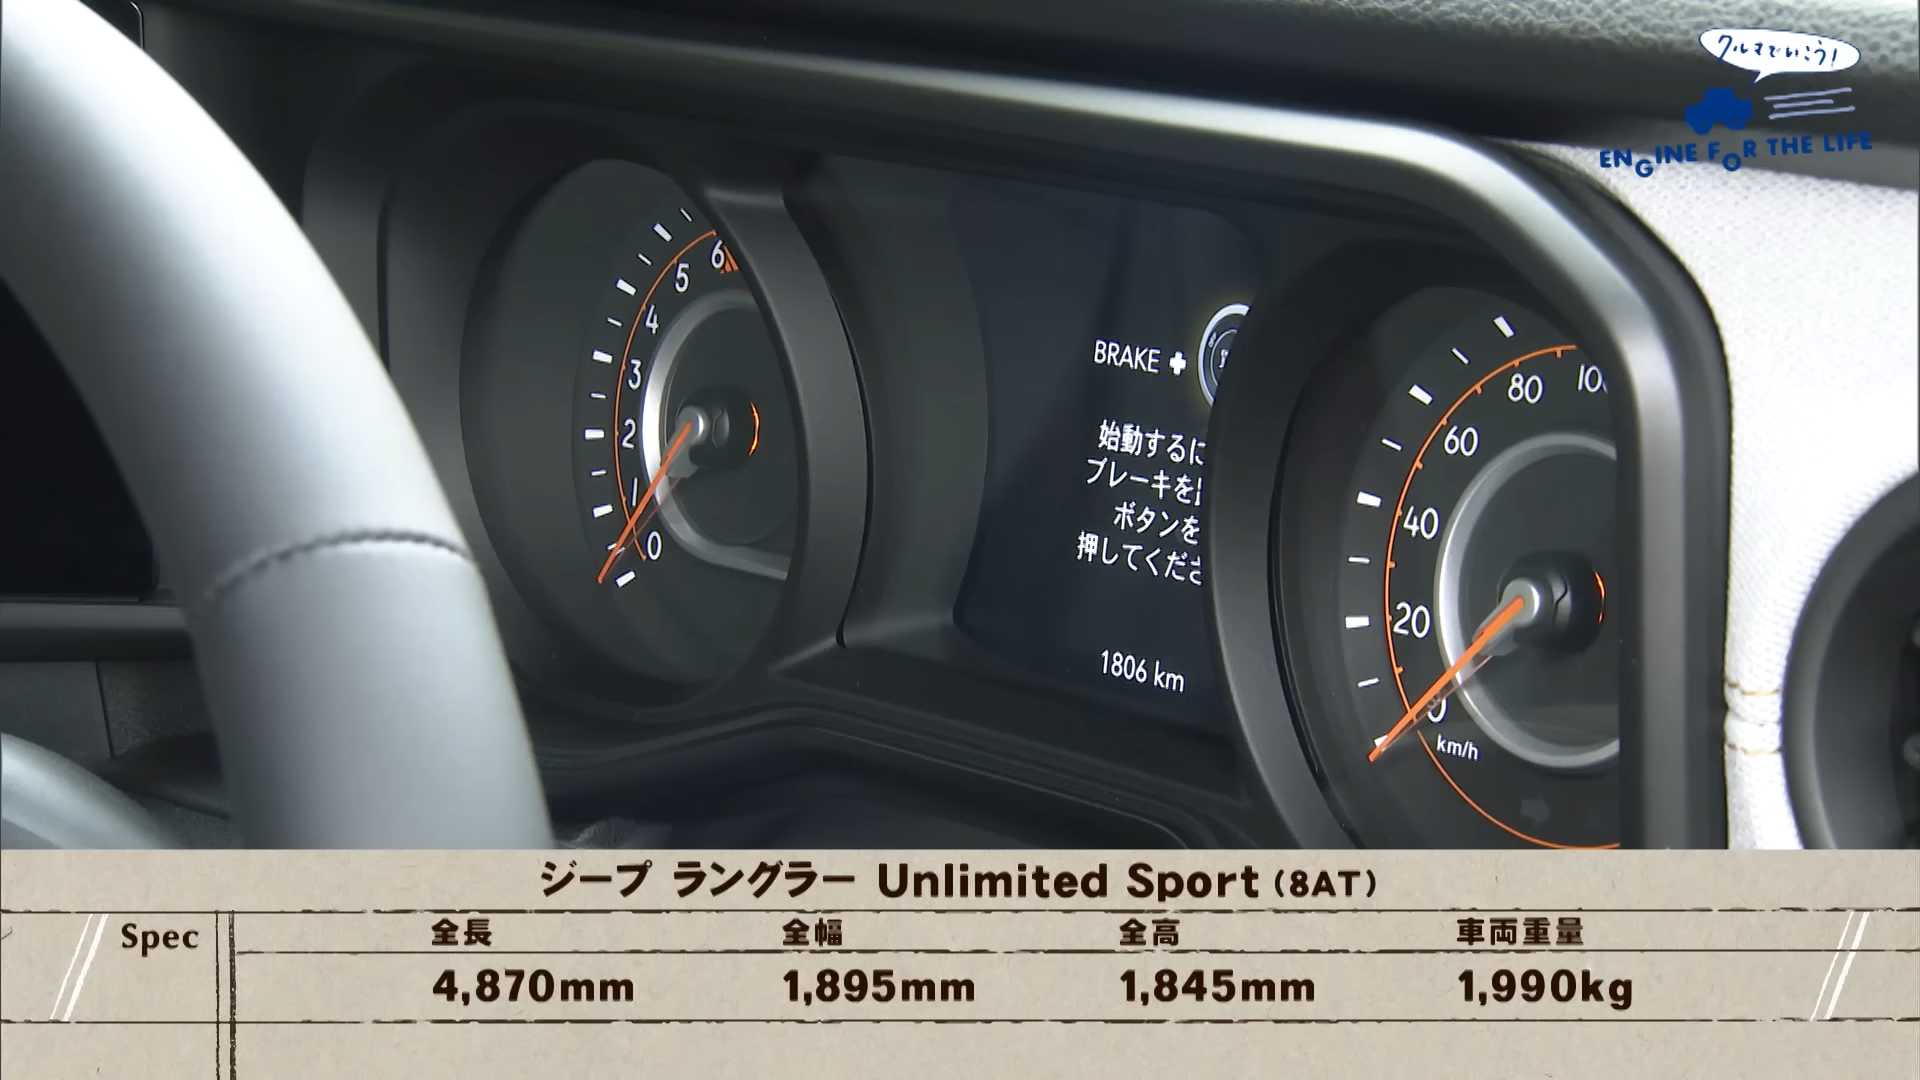 クルマでいこう!
ENGINE FOR THE LIFE
6
5
4
3
2
1
0
BRAKE +
始動するに
ブレーキを
ボタンを
押してくださ
1806 km
100
80
60
40
20
0
km/h
ジープ ラングラー Unlimited Sport (8AT)
Spec 全長 全幅 全高 車両重量
4,870mm 1,895mm 1,845mm 1,990kg